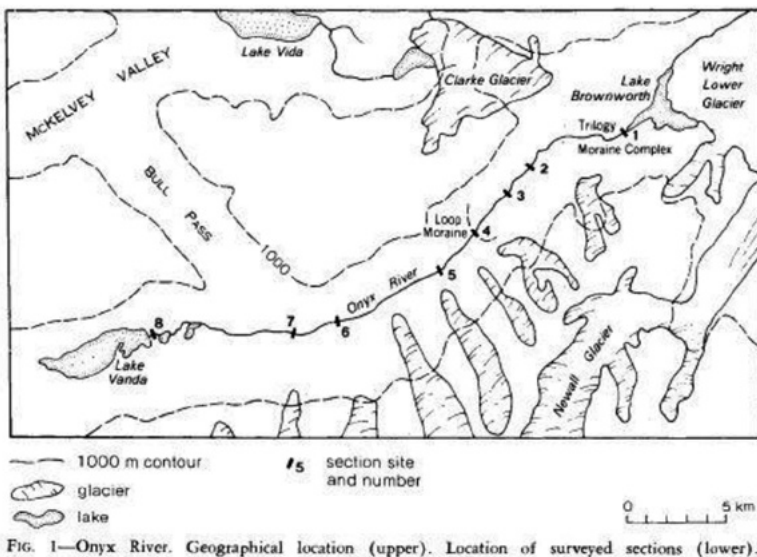 Lake Vida
McKELVEY VALLEY
Clarke Glacier
Lake
Brownworth
Wright
Lower
Glacier
Trilogy
1
Moraine Complex
2
BULL PASS
3
Loop
Moraine
4
1000
5
Onyx River
8
7
6
Lake
Vanda
Newall Glacier
1000 m contour
5 section site
and number
glacier
lake
0 5 km
FIG. 1—Onyx River. Geographical location (upper). Location of surveyed sections (lower).